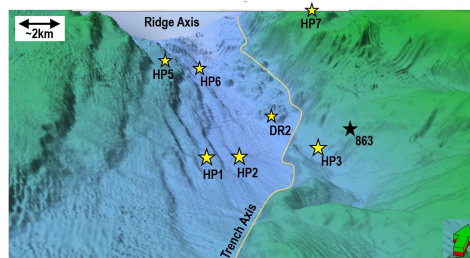 ~2km
Ridge Axis
HP7
HP5
HP6
DR2
863
HP3
HP1
HP2
Trench Axis